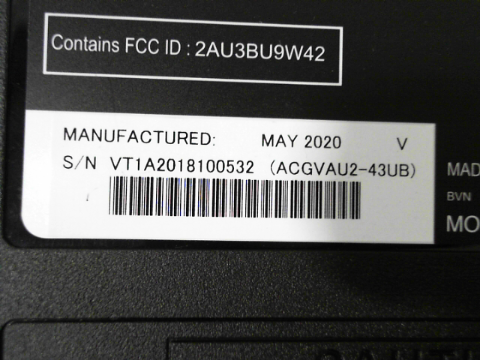 Contains FCC ID : 2AU3BU9W42
MANUFACTURED: MAY 2020 V
S/N VT1A2018100532 (ACGVAU2-43UB)
MAD
BVN
MO